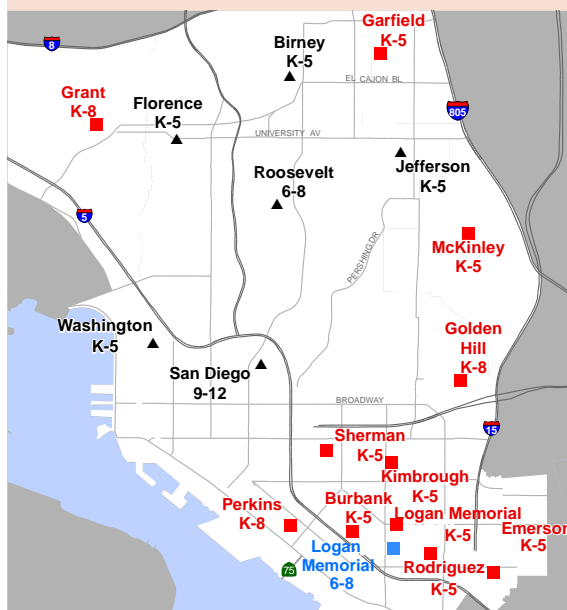 Garfield
K-5
8
Birney
K-5
EL CAJON BL
Grant
K-8
Florence
K-5
805
UNIVERSITY AV
Jefferson
K-5
Roosevelt
6-8
5
PERSHING DR
McKinley
K-5
Washington
K-5
Golden
Hill
K-8
San Diego
9-12
BROADWAY
15
Sherman
K-5
Kimbrough
K-5
Perkins
K-8
Burbank
K-5
Logan Memorial
K-5
Emerson
K-5
Logan
Memorial
6-8
Rodriguez
K-5
75